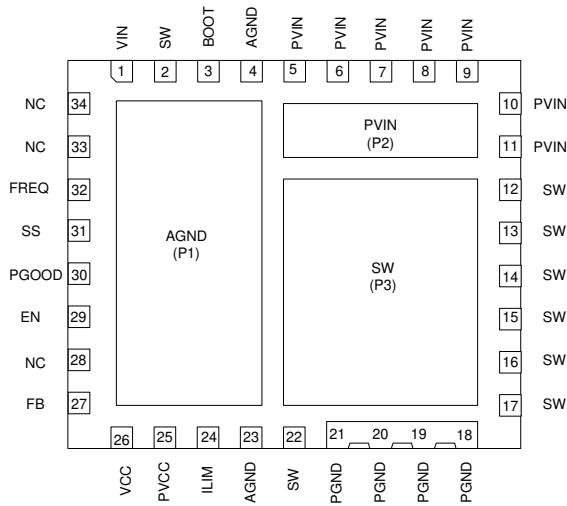 VIN SW BOOT AGND PVIN PVIN PVIN PVIN PVIN
1 2 3 4 5 6 7 8 9
NC 34 10 PVIN
PVIN
(P2)
NC 33 11 PVIN
FREQ 32 12 SW
SS 31 13 SW
AGND
(P1)
SW
(P3)
PGOOD 30 14 SW
EN 29 15 SW
NC 28 16 SW
FB 27 17 SW
26 25 24 23 22 21 20 19 18
VCC PVCC ILIM AGND SW PGND PGND PGND PGND